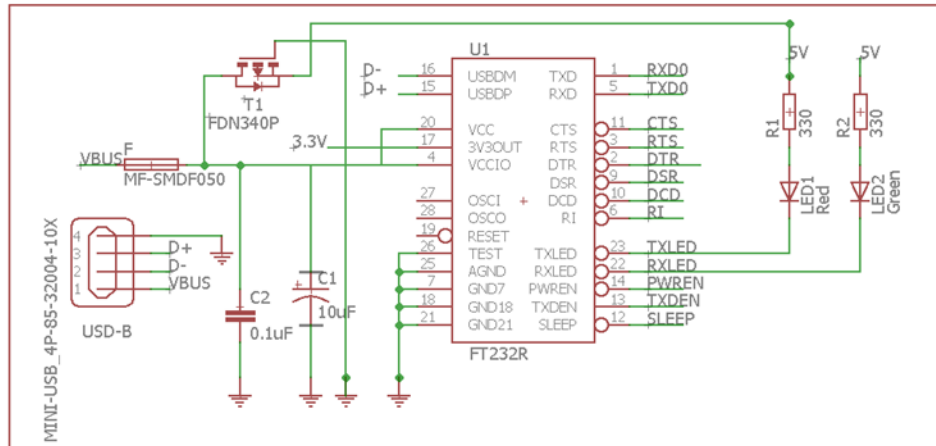 T1
FDN340P
VBUS
F
MF-SMDF050
3.3V
D-
D+
U1
16 USBDM TXD 1 RXD0
15 USBDP RXD 5 TXD0
20 VCC CTS 11 CTS
17 3V3OUT RTS 3 RTS
4 VCCIO DTR 2 DTR
DSR 9 DSR
27 OSCI DCD 10 DCD
28 OSCO RI 6 RI
19 RESET
26 TEST TXLED 23 TXLED
25 AGND RXLED 22 RXLED
7 GND7 PWREN 14 PWREN
18 GND18 TXDEN 13 TXDEN
21 GND21 SLEEP 12 SLEEP
FT232R
5V
5V
R1
330
R2
330
LED1
Red
LED2
Green
4
3 D+
2 D-
1 VBUS
USD-B
MINI-USB_4P-85-32004-10X
C2
0.1uF
C1
10uF